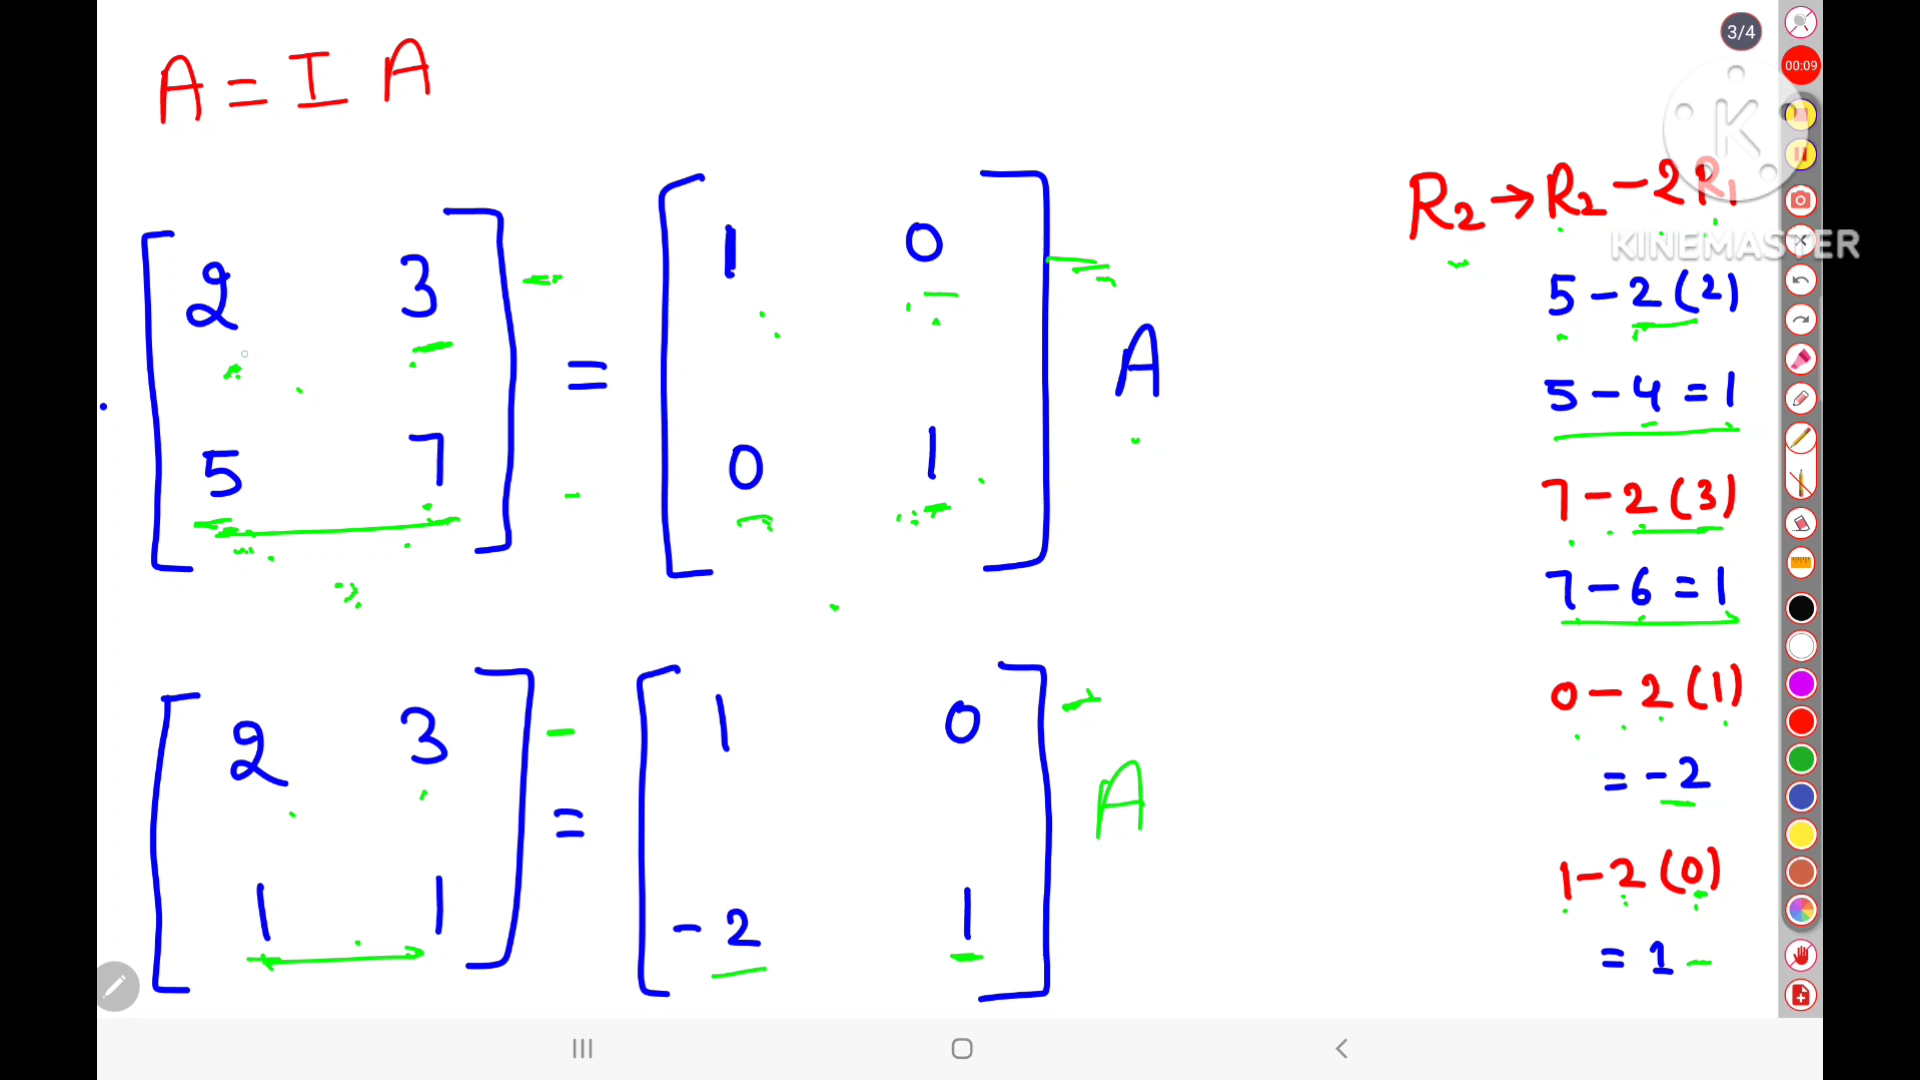 3/4
A = I A
00:09
K
R2 → R2 - 2R1
KINEMASTER
2 3 = 1 0
5 7 0 1 A
5 - 2 (2)
5 - 4 = 1
7 - 2 (3)
7 - 6 = 1
2 3 = 1 0
1 1 -2 1 A
0 - 2 (1)
= -2
1 - 2 (0)
= 1